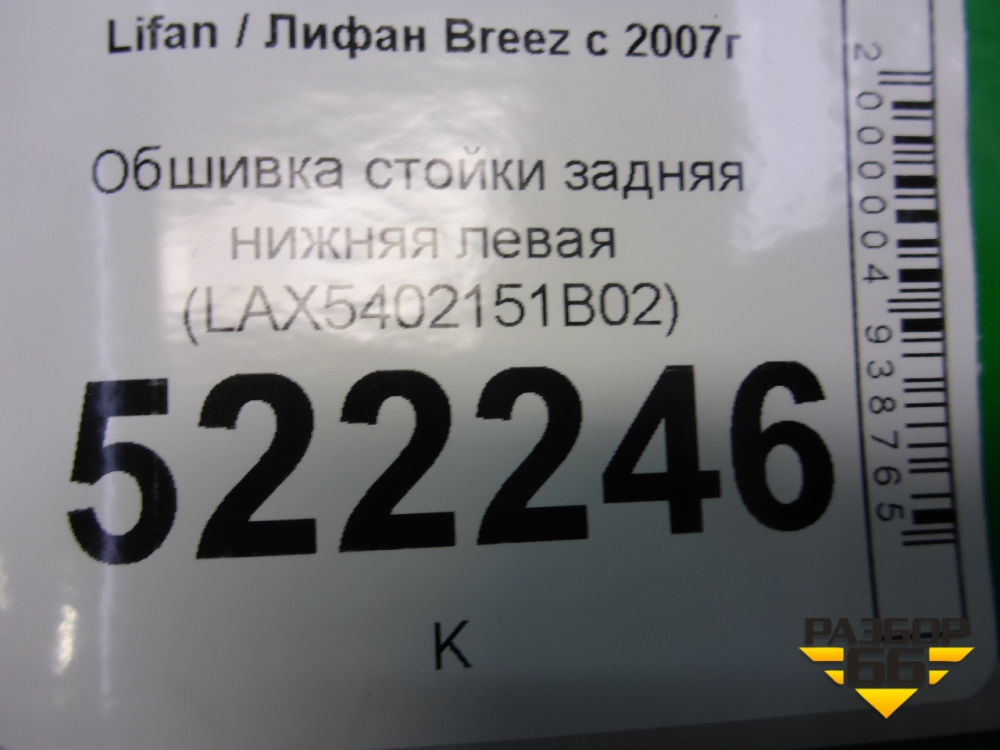 Lifan / Лифан Breez с 2007г
Обшивка стойки задняя
нижняя левая
(LAX5402151B02)
522246
К
2000004938765
РАЗБОР
66